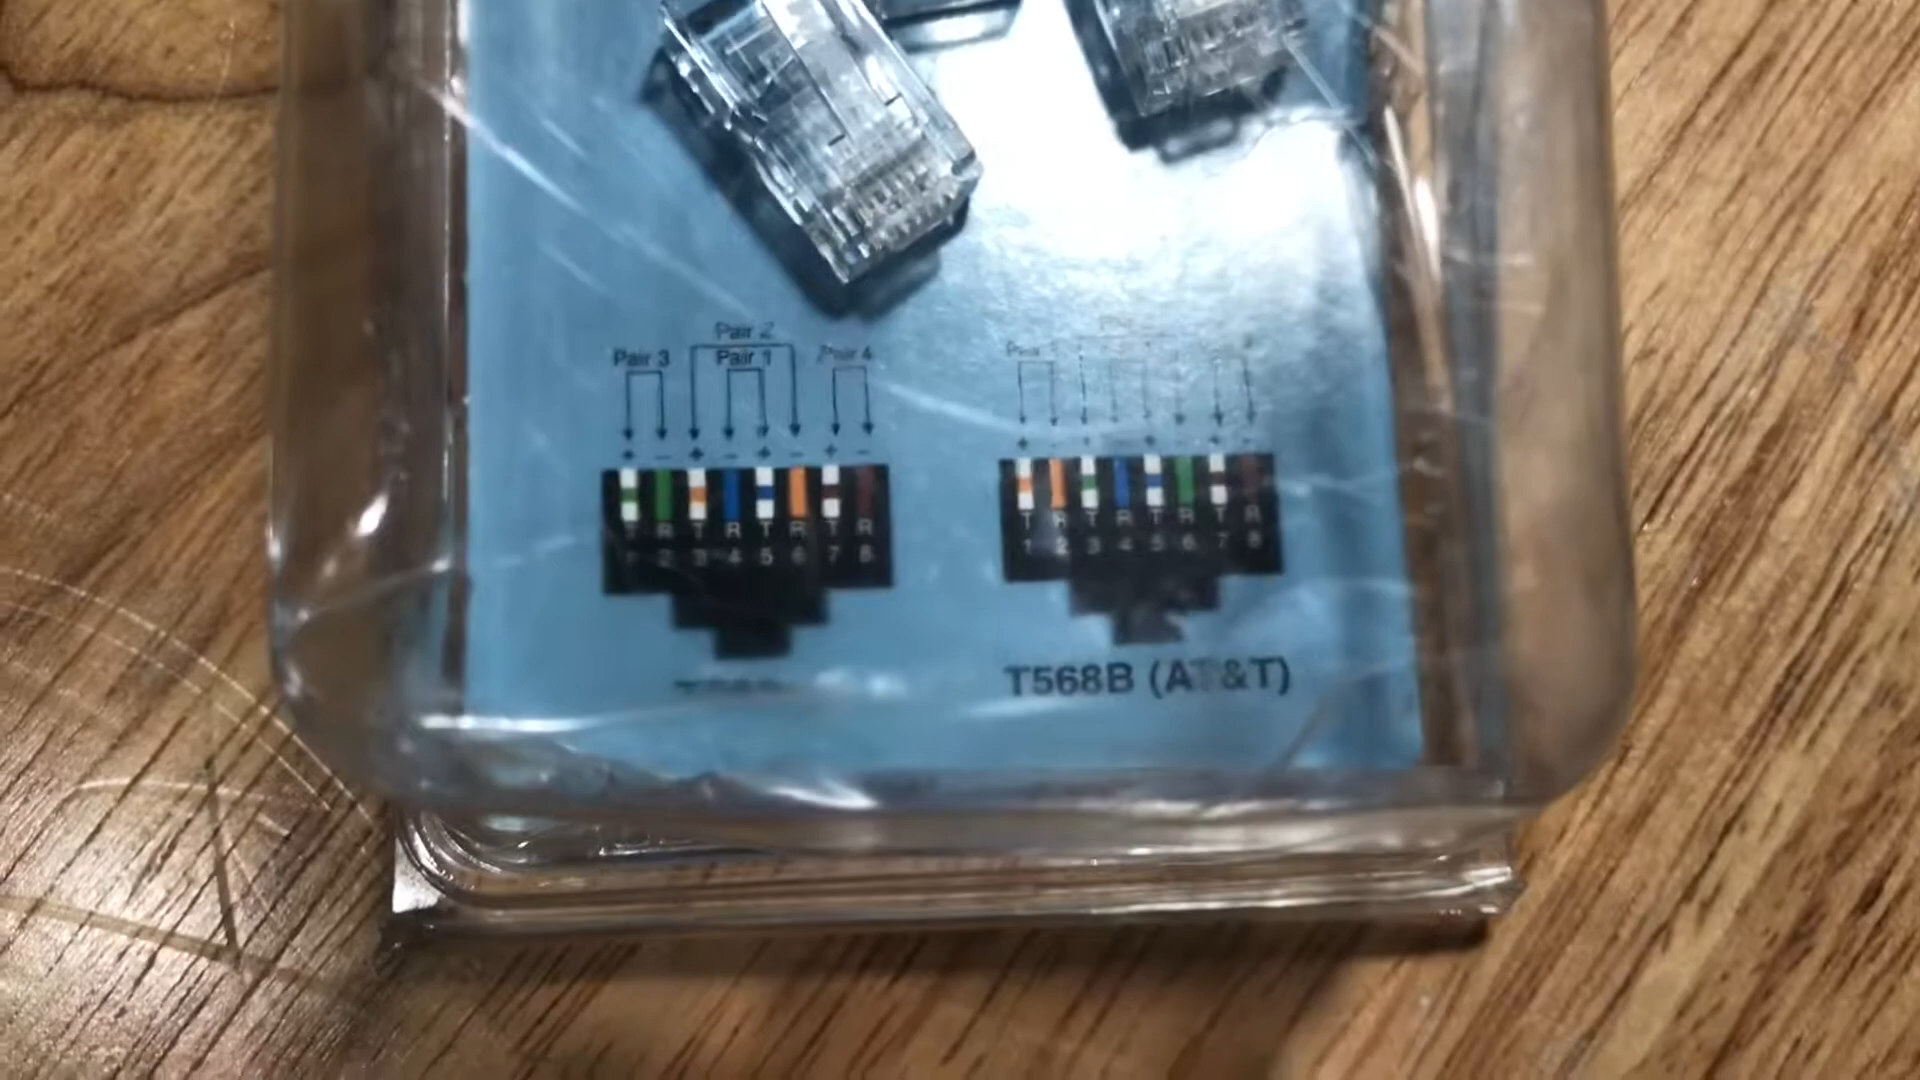 Pair 2
Pair 3 Pair 1 Pair 4
+ – + – + – + –
T R T R T R T R
1 2 3 4 5 6 7 8
T R T R T R T R
1 2 3 4 5 6 7 8
T568B (AT&T)